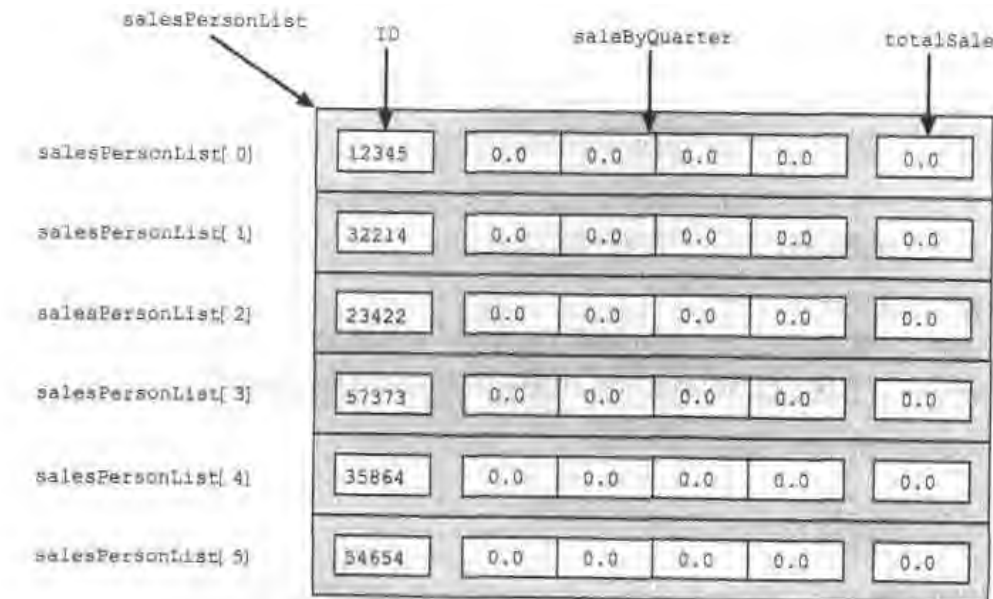 salesPersonList
ID saleByQuarter totalSale
salesPersonList[ 0] 12345 0.0 0.0 0.0 0.0 0.0
salesPersonList[ 1] 32214 0.0 0.0 0.0 0.0 0.0
salesPersonList[ 2] 23422 0.0 0.0 0.0 0.0 0.0
salesPersonList[ 3] 57373 0.0 0.0 0.0 0.0 0.0
salesPersonList[ 4] 35864 0.0 0.0 0.0 0.0 0.0
salesPersonList[ 5] 54654 0.0 0.0 0.0 0.0 0.0